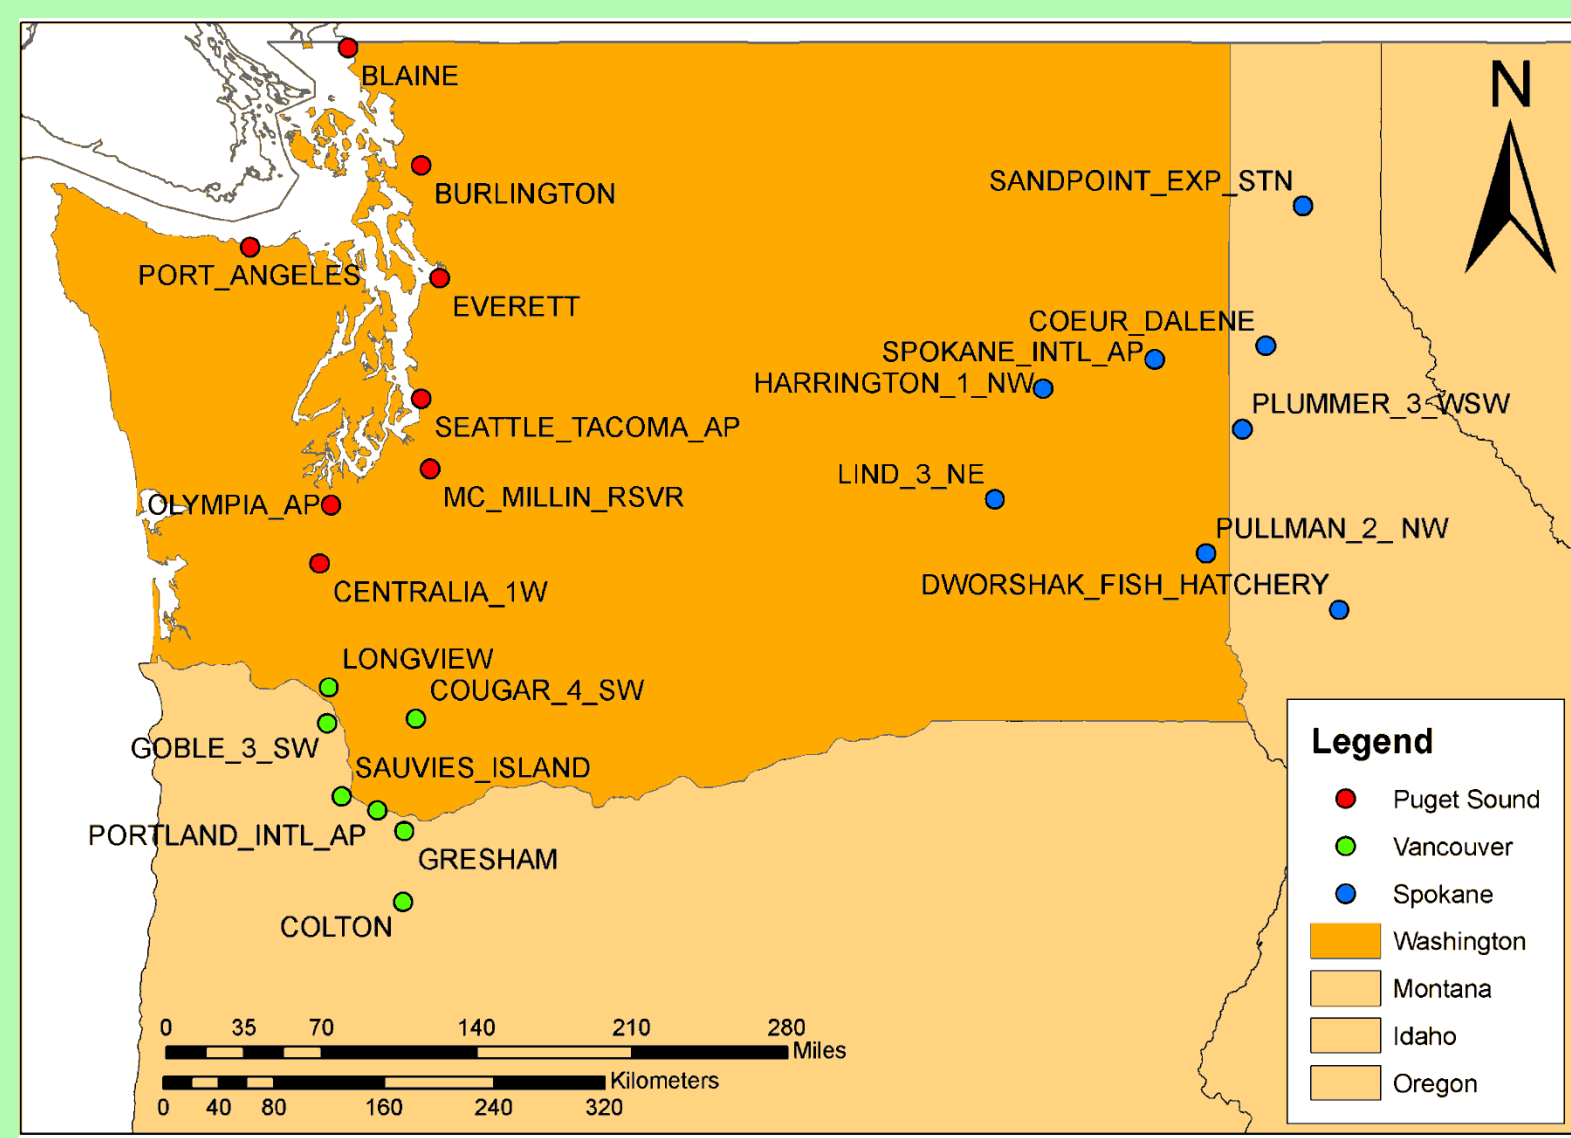 N
BLAINE
BURLINGTON
SANDPOINT_EXP_STN
PORT_ANGELES
EVERETT
COEUR_DALENE
SPOKANE_INTL_AP
HARRINGTON_1_NW
PLUMMER_3_WSW
SEATTLE_TACOMA_AP
LIND_3_NE
MC_MILLIN_RSVR
OLYMPIA_AP
PULLMAN_2_ NW
DWORSHAK_FISH_HATCHERY
CENTRALIA_1W
LONGVIEW
COUGAR_4_SW
GOBLE_3_SW
SAUVIES_ISLAND
PORTLAND_INTL_AP
GRESHAM
COLTON
Legend
Puget Sound
Vancouver
Spokane
Washington
Montana
Idaho
Oregon
0 35 70 140 210 280
Miles
Kilometers
0 40 80 160 240 320